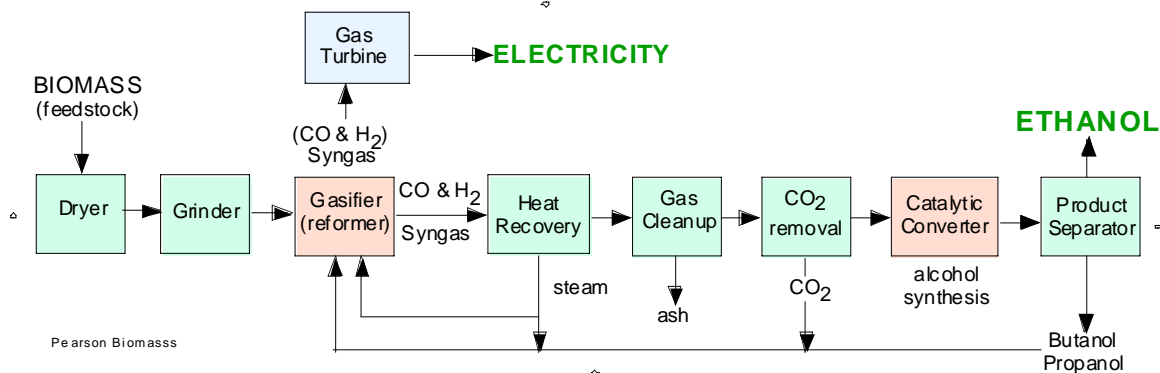 Gas
Turbine
ELECTRICITY
BIOMASS
(feedstock)
(CO & H2)
Syngas
ETHANOL
Dryer
Grinder
Gasifier
(reformer)
CO & H2
Syngas
Heat
Recovery
Gas
Cleanup
CO2
removal
Catalytic
Converter
Product
Separator
steam
ash
CO2
alcohol
synthesis
Butanol
Propanol
Pearson Biomasss